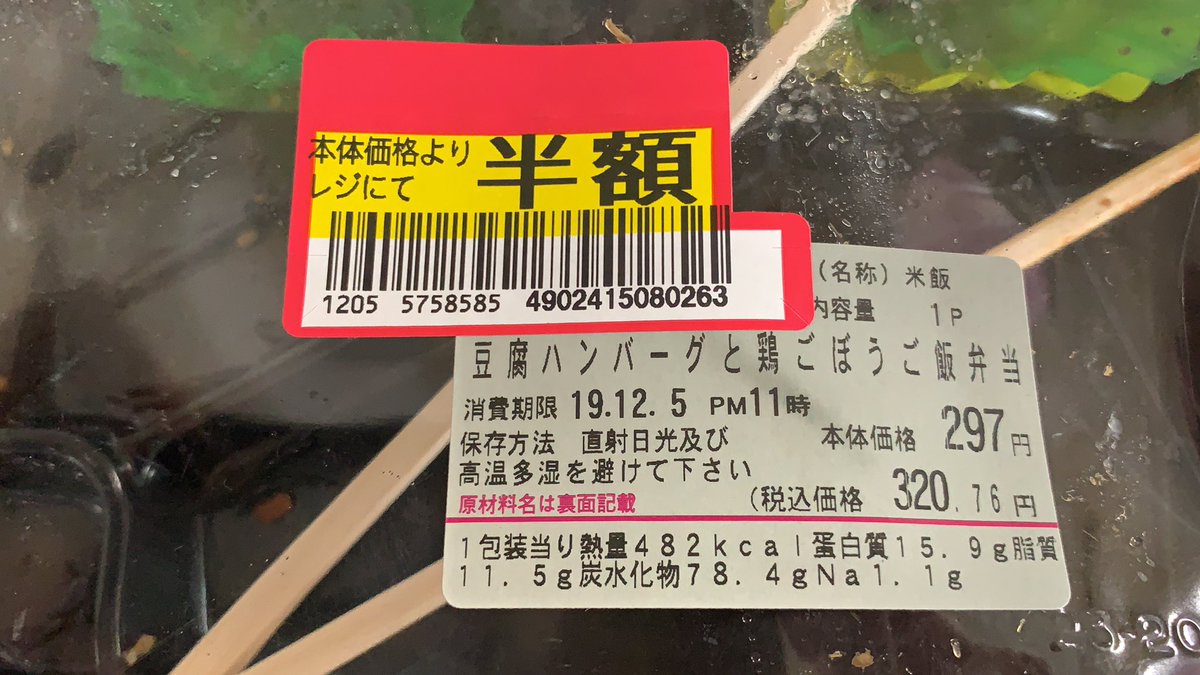 本体価格より
レジにて
半額
1205 5758585 4902415080263
(名称)米飯
内容量 1P
豆腐ハンバーグと鶏ごぼうご飯弁当
消費期限 19.12.5 PM11時
保存方法 直射日光及び
高温多湿を避けて下さい
本体価格 297円
原材料名は裏面記載
(税込価格 320.76円
1包装当り熱量482kcal蛋白質15.9g脂質
11.5g炭水化物78.4gNa1.1g